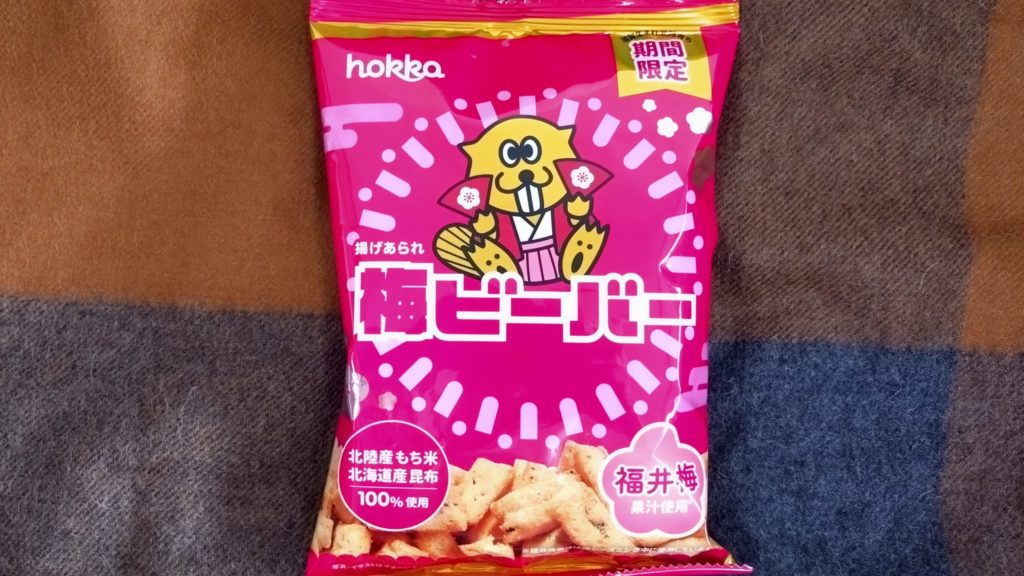 hokka
期間
限定
揚げあられ
梅ビーバー
北陸産もち米
北海道産昆布
100%使用
福井梅
果汁使用